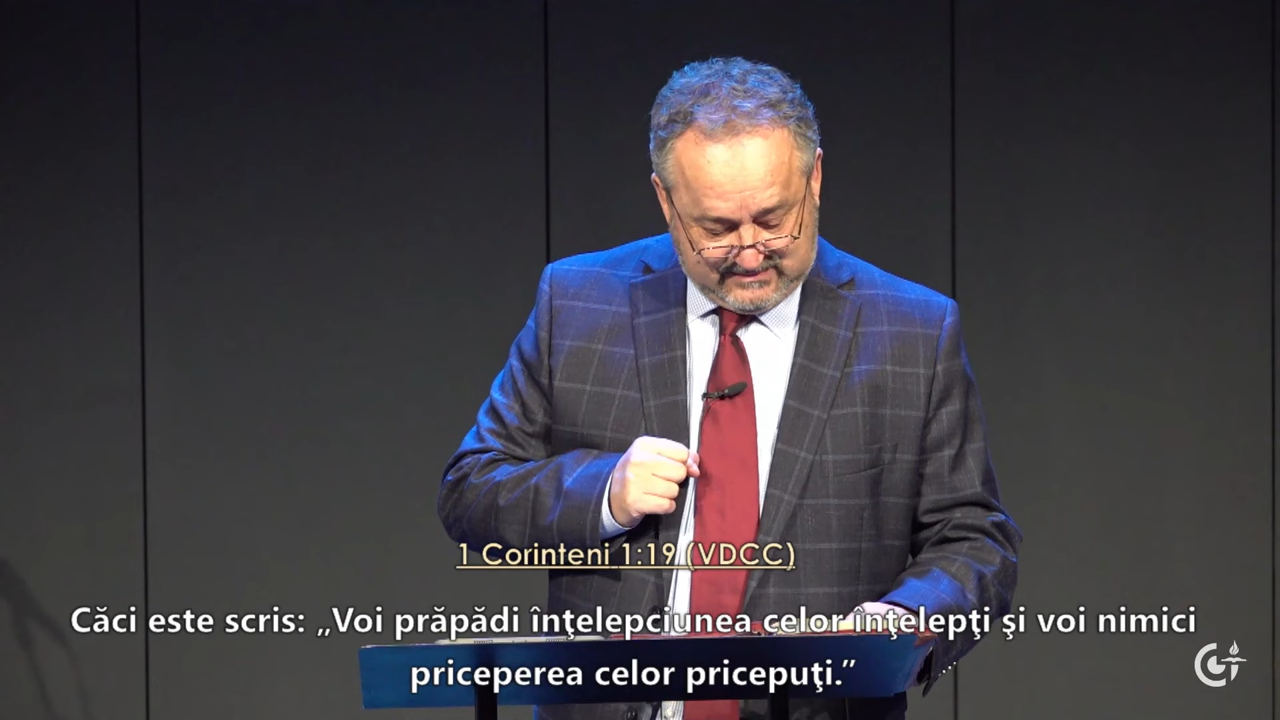 1 Corinteni 1:19 (VDCC)
Căci este scris: „Voi prăpădi înţelepciunea celor înţelepţi şi voi nimici
priceperea celor pricepuţi.”